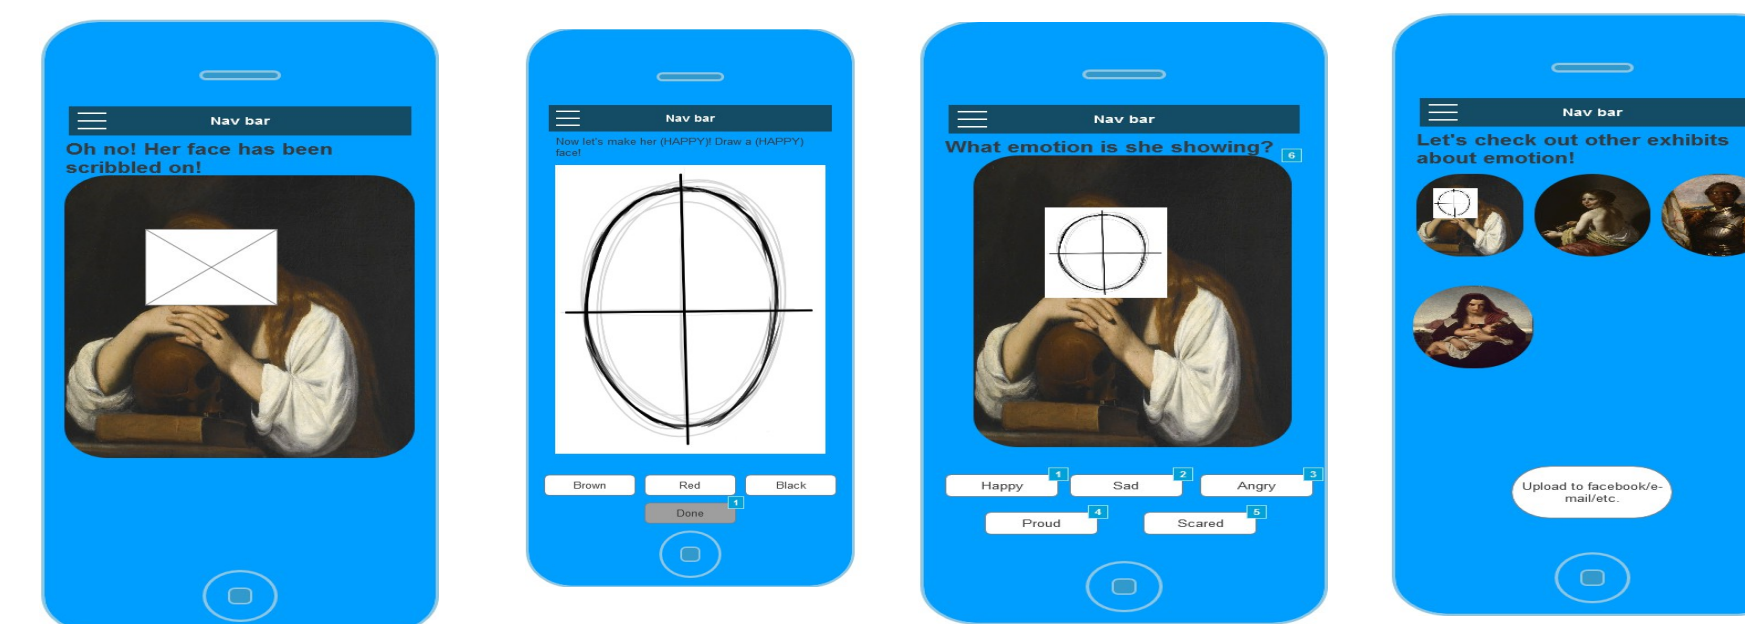 Nav bar
Oh no! Her face has been
scribbled on!
Nav bar
Now let's make her (HAPPY)! Draw a (HAPPY)
face!
Brown
Red
Black
1
Done
Nav bar
What emotion is she showing?
6
Happy
1
Sad
2
Angry
3
Proud
4
Scared
5
Nav bar
Let's check out other exhibits
about emotion!
Upload to facebook/e-
mail/etc.